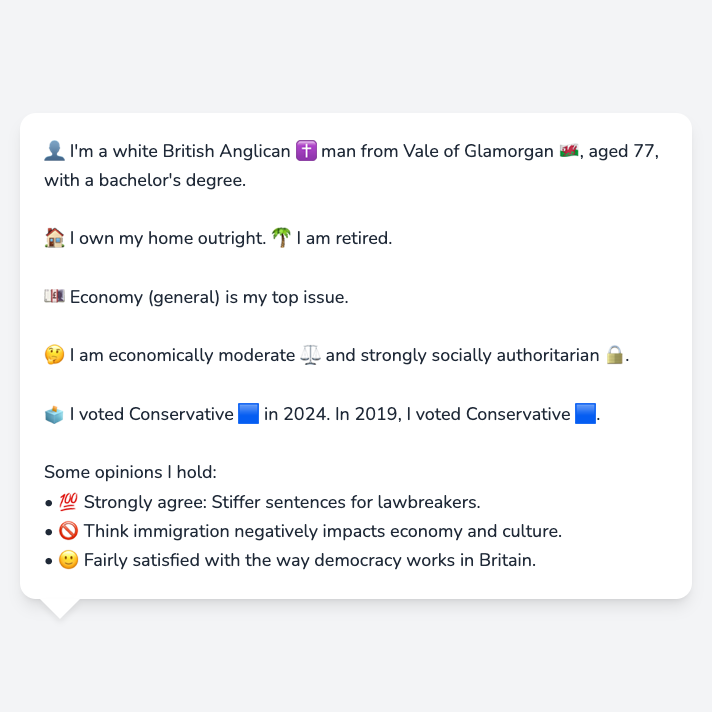 👤 I'm a white British Anglican ✝️ man from Vale of Glamorgan 🏴󠁧󠁢󠁷󠁬󠁳󠁿, aged 77,
with a bachelor's degree.
🏠 I own my home outright. 🌴 I am retired.
💷 Economy (general) is my top issue.
🤔 I am economically moderate ⚖️ and strongly socially authoritarian 🔒.
🗳️ I voted Conservative 🟦 in 2024. In 2019, I voted Conservative 🟦.
Some opinions I hold:
• 💯 Strongly agree: Stiffer sentences for lawbreakers.
• 🚫 Think immigration negatively impacts economy and culture.
• 🙂 Fairly satisfied with the way democracy works in Britain.